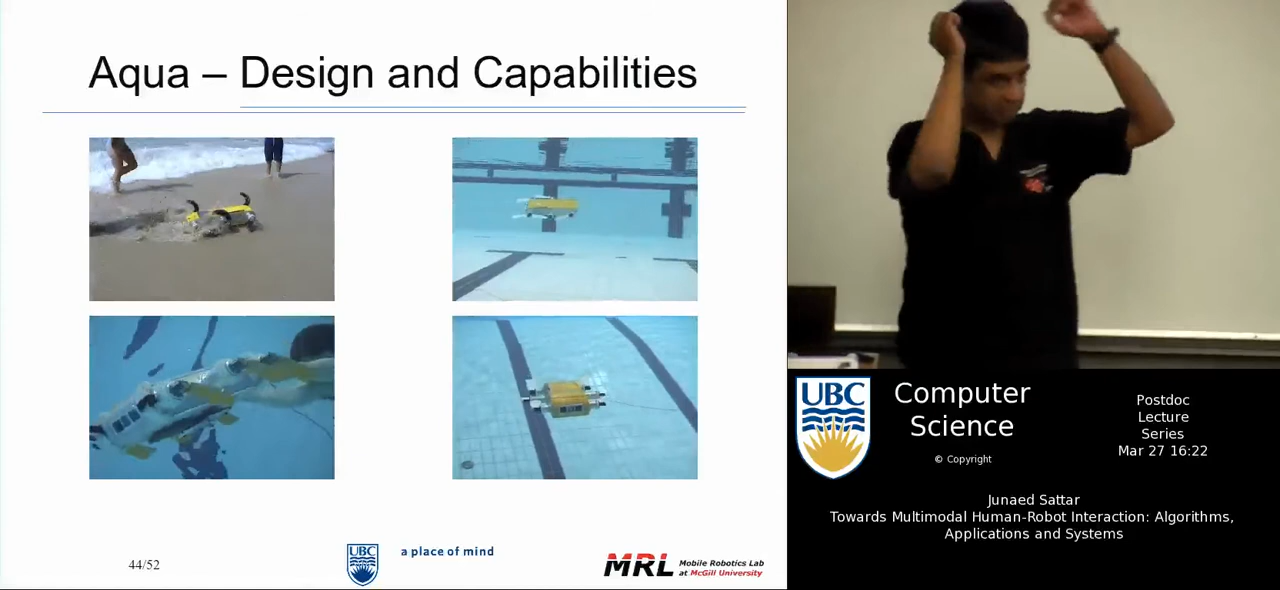 Aqua – Design and Capabilities
44/52
UBC
a place of mind
MRL
Mobile Robotics Lab
at McGill University
UBC
Computer
Science
© Copyright
Postdoc
Lecture
Series
Mar 27 16:22
Junaed Sattar
Towards Multimodal Human-Robot Interaction: Algorithms,
Applications and Systems